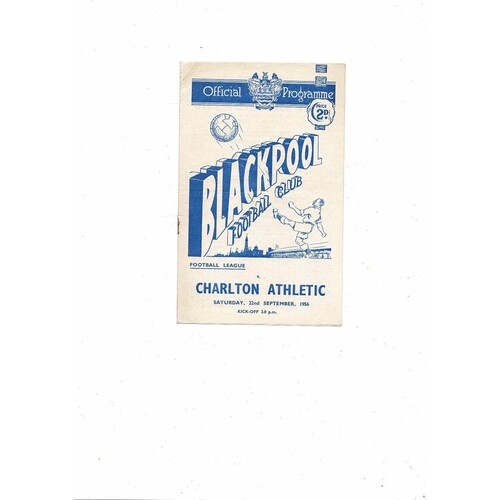 Official Programme
PRICE
2D
BLACKPOOL
FOOTBALL CLUB
FOOTBALL LEAGUE
v.
CHARLTON ATHLETIC
SATURDAY, 22nd SEPTEMBER, 1956
KICK-OFF 3.0 p.m.